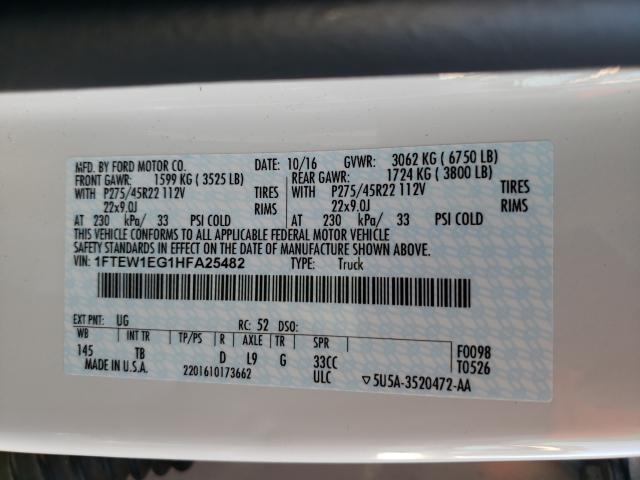 MFD. BY FORD MOTOR CO. DATE: 10/16 GVWR: 3062 KG ( 6750 LB)
FRONT GAWR: 1599 KG ( 3525 LB) REAR GAWR: 1724 KG ( 3800 LB)
WITH P275/45R22 112V TIRES WITH P275/45R22 112V TIRES
22x9.0J RIMS 22x9.0J RIMS
AT 230 kPa/ 33 PSI COLD AT 230 kPa/ 33 PSI COLD
THIS VEHICLE CONFORMS TO ALL APPLICABLE FEDERAL MOTOR VEHICLE
SAFETY STANDARDS IN EFFECT ON THE DATE OF MANUFACTURE SHOWN ABOVE.
VIN: 1FTEW1EG1HFA25482 TYPE: Truck
EXT PNT: UG RC: 52 DSO:
WB INT TR TP/PS R AXLE TR SPR F0098
145 TB D L9 G 33CC T0526
MADE IN U.S.A. 2201610173662 ULC ▽5U5A-3520472-AA